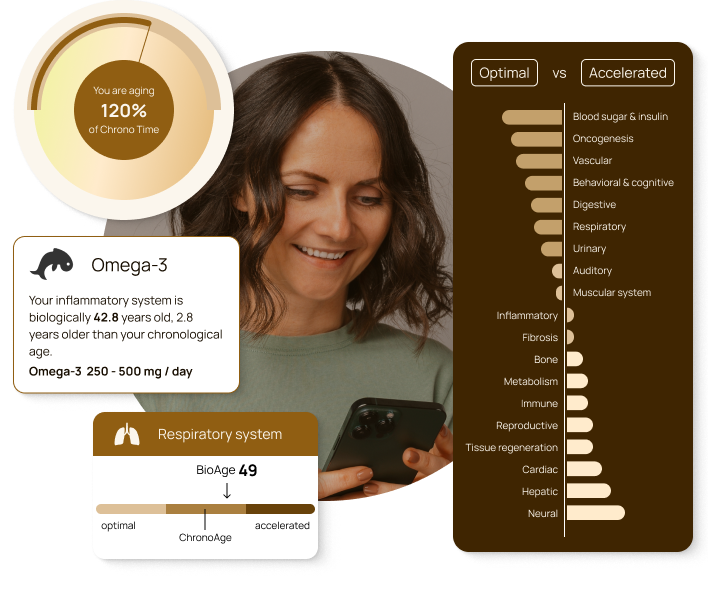 You are aging
120%
of Chrono Time
Omega-3
Your inflammatory system is
biologically 42.8 years old, 2.8
years older than your chronological
age.
Omega-3 250 - 500 mg / day
Respiratory system
BioAge 49
optimal
accelerated
ChronoAge
Optimal vs Accelerated
Blood sugar & insulin
Oncogenesis
Vascular
Behavioral & cognitive
Digestive
Respiratory
Urinary
Auditory
Muscular system
Inflammatory
Fibrosis
Bone
Metabolism
Immune
Reproductive
Tissue regeneration
Cardiac
Hepatic
Neural